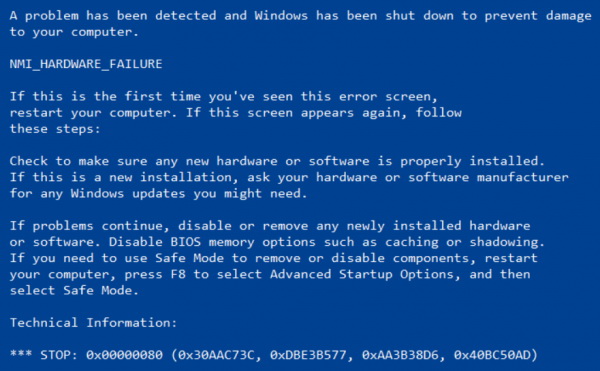 A problem has been detected and Windows has been shut down to prevent damage
to your computer.
NMI_HARDWARE_FAILURE
If this is the first time you've seen this error screen,
restart your computer. If this screen appears again, follow
these steps:
Check to make sure any new hardware or software is properly installed.
If this is a new installation, ask your hardware or software manufacturer
for any Windows updates you might need.
If problems continue, disable or remove any newly installed hardware
or software. Disable BIOS memory options such as caching or shadowing.
If you need to use Safe Mode to remove or disable components, restart
your computer, press F8 to select Advanced Startup Options, and then
select Safe Mode.
Technical Information:
*** STOP: 0x00000080 (0x30AAC73C, 0xDBE3B577, 0xAA3B38D6, 0x40BC50AD)